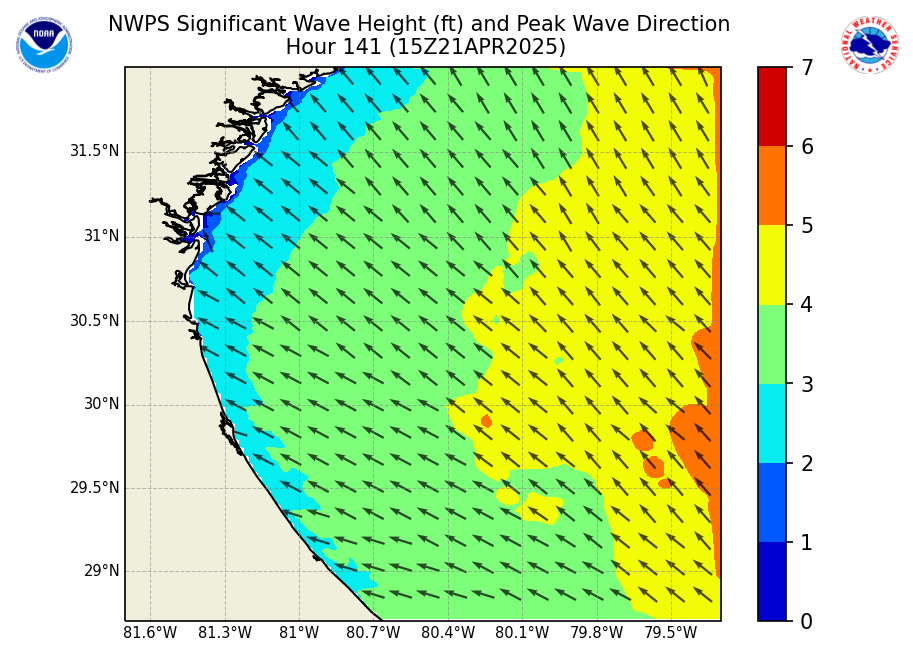 NWPS Significant Wave Height (ft) and Peak Wave Direction
Hour 141 (15Z21APR2025)
NOAA
NATIONAL WEATHER SERVICE
31.5°N
31°N
30.5°N
30°N
29.5°N
29°N
81.6°W 81.3°W 81°W 80.7°W 80.4°W 80.1°W 79.8°W 79.5°W
7
6
5
4
3
2
1
0